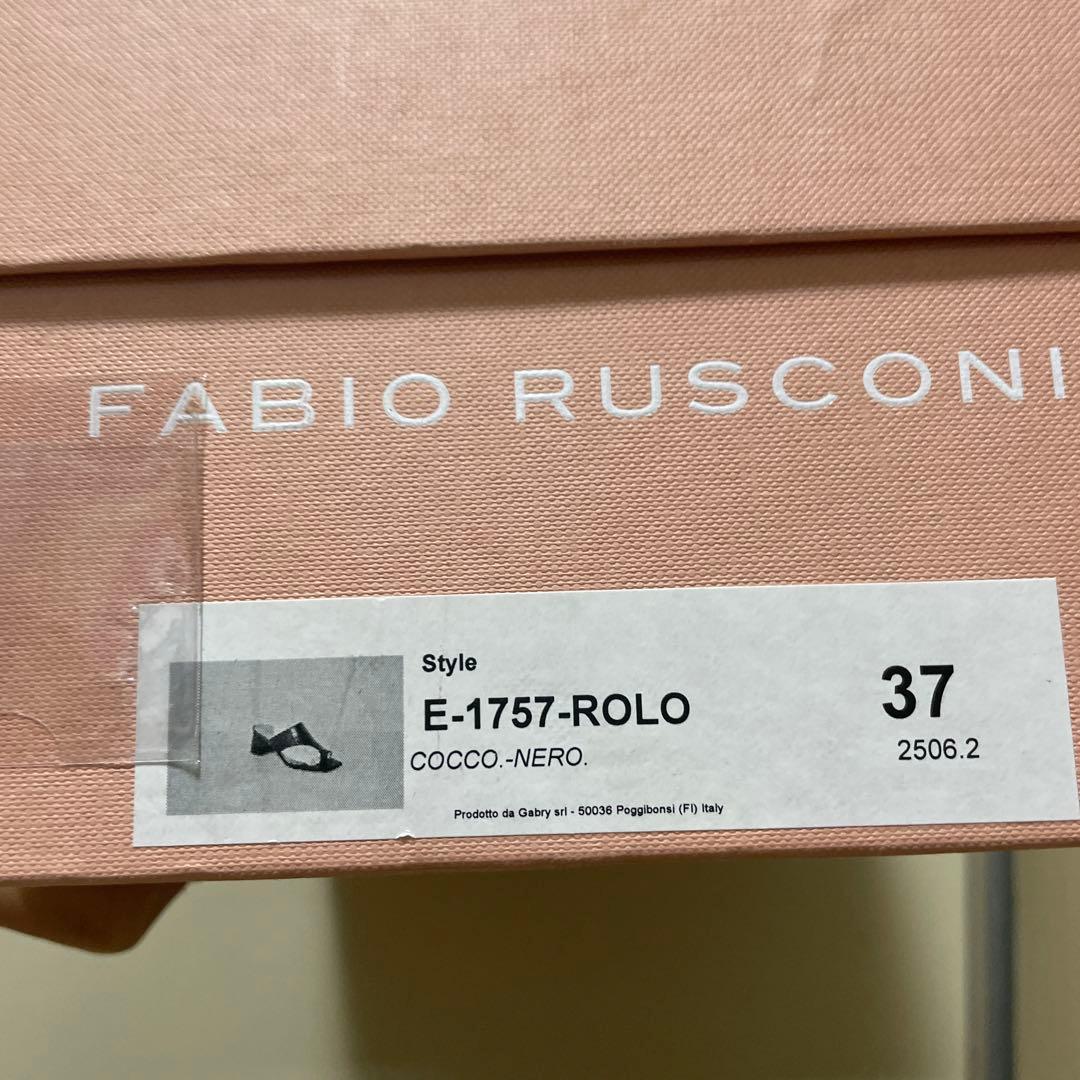 FABIO RUSCONI
Style
E-1757-ROLO
COCCO.-NERO.
37
2506.2
Prodotto da Gabry srl - 50036 Poggibonsi (FI) Italy